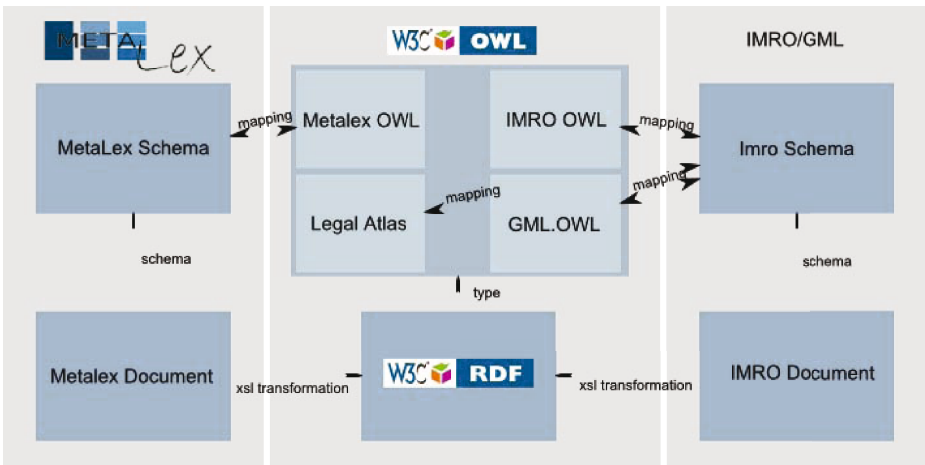 META Lex
W3C OWL
IMRO/GML
MetaLex Schema
mapping
Metalex OWL
IMRO OWL
mapping
Imro Schema
mapping
Legal Atlas
mapping
GML.OWL
schema
type
schema
Metalex Document
xsl transformation
W3C RDF
xsl transformation
IMRO Document